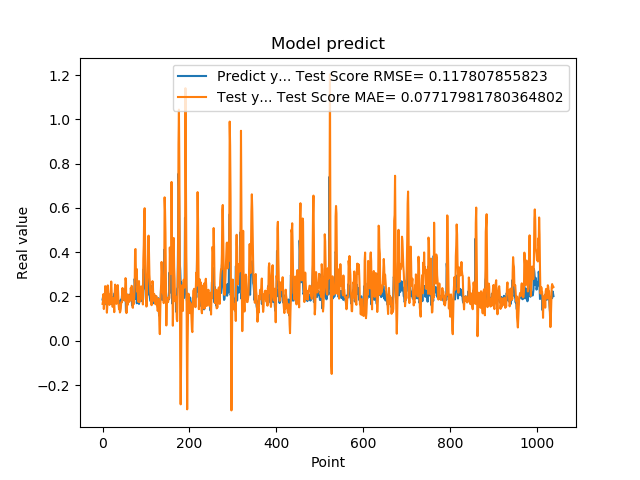 Model predict
Predict y... Test Score RMSE= 0.117807855823
Test y... Test Score MAE= 0.07717981780364802
Real value
1.2
1.0
0.8
0.6
0.4
0.2
0.0
−0.2
0 200 400 600 800 1000
Point